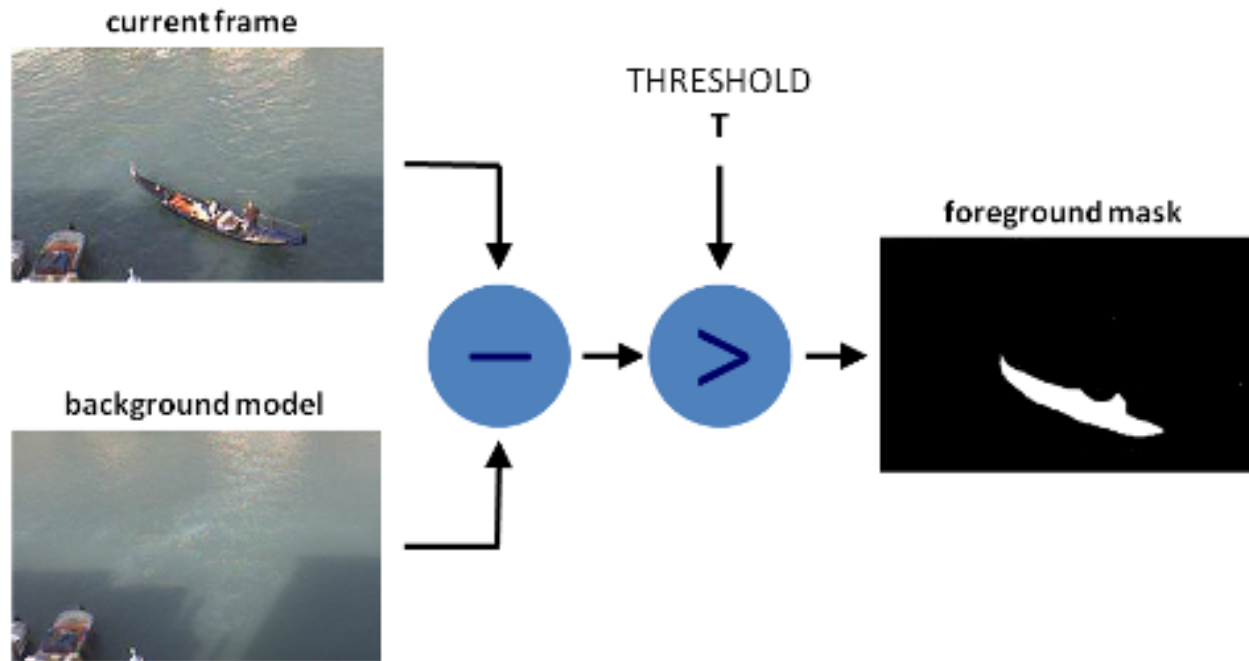 current frame
THRESHOLD
T
foreground mask
−
>
background model